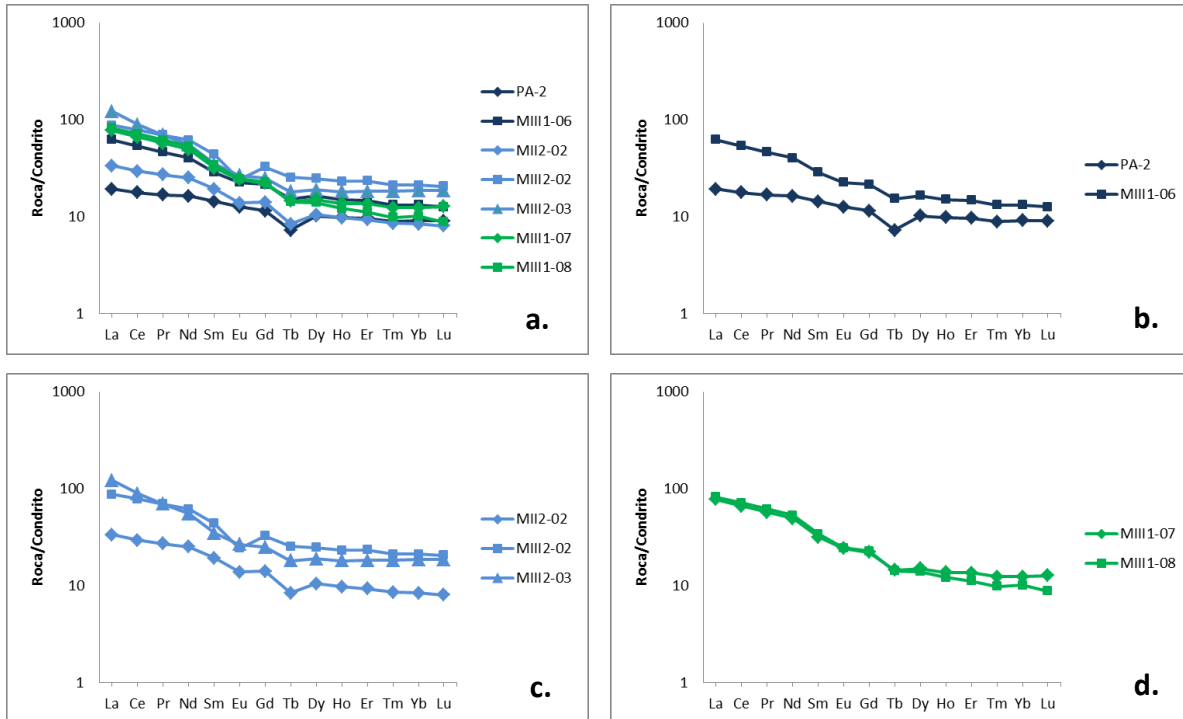 1000
100
10
1
Roca/Condrito
La Ce Pr Nd Sm Eu Gd Tb Dy Ho Er Tm Yb Lu
PA-2
MIII1-06
MII2-02
MIII2-02
MIII2-03
MIII1-07
MIII1-08
a.
1000
100
10
1
Roca/Condrito
La Ce Pr Nd Sm Eu Gd Tb Dy Ho Er Tm Yb Lu
PA-2
MIII1-06
b.
1000
100
10
1
Roca/Condrito
La Ce Pr Nd Sm Eu Gd Tb Dy Ho Er Tm Yb Lu
MII2-02
MIII2-02
MIII2-03
c.
1000
100
10
1
Roca/Condrito
La Ce Pr Nd Sm Eu Gd Tb Dy Ho Er Tm Yb Lu
MIII1-07
MIII1-08
d.